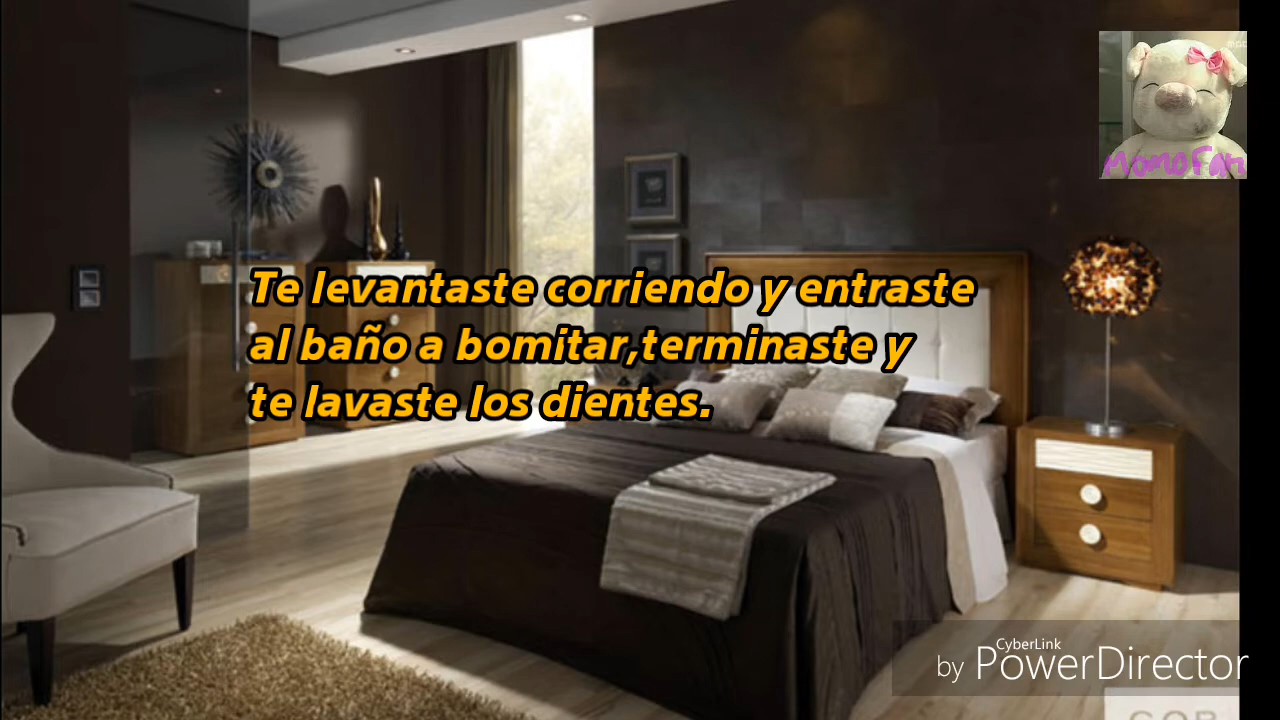 MomoFan
Te levantaste corriendo y entraste
al baño a bomitar,terminaste y
te lavaste los dientes.
CyberLink
by PowerDirector